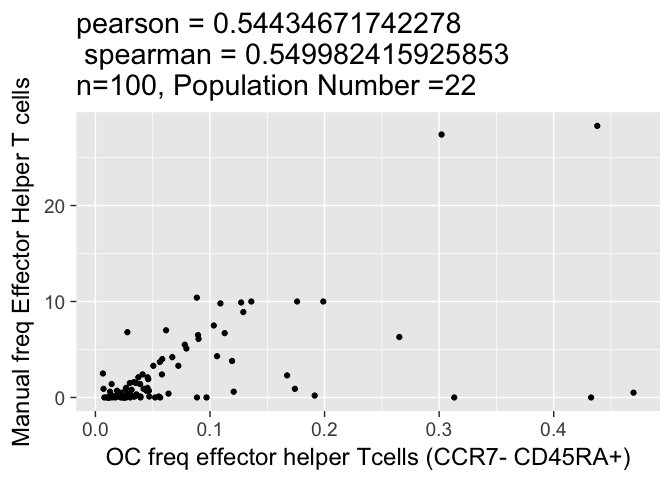 pearson = 0.54434671742278
spearman = 0.549982415925853
n=100, Population Number =22
Manual freq Effector Helper T cells
20
10
0
0.0 0.1 0.2 0.3 0.4
OC freq effector helper Tcells (CCR7- CD45RA+)